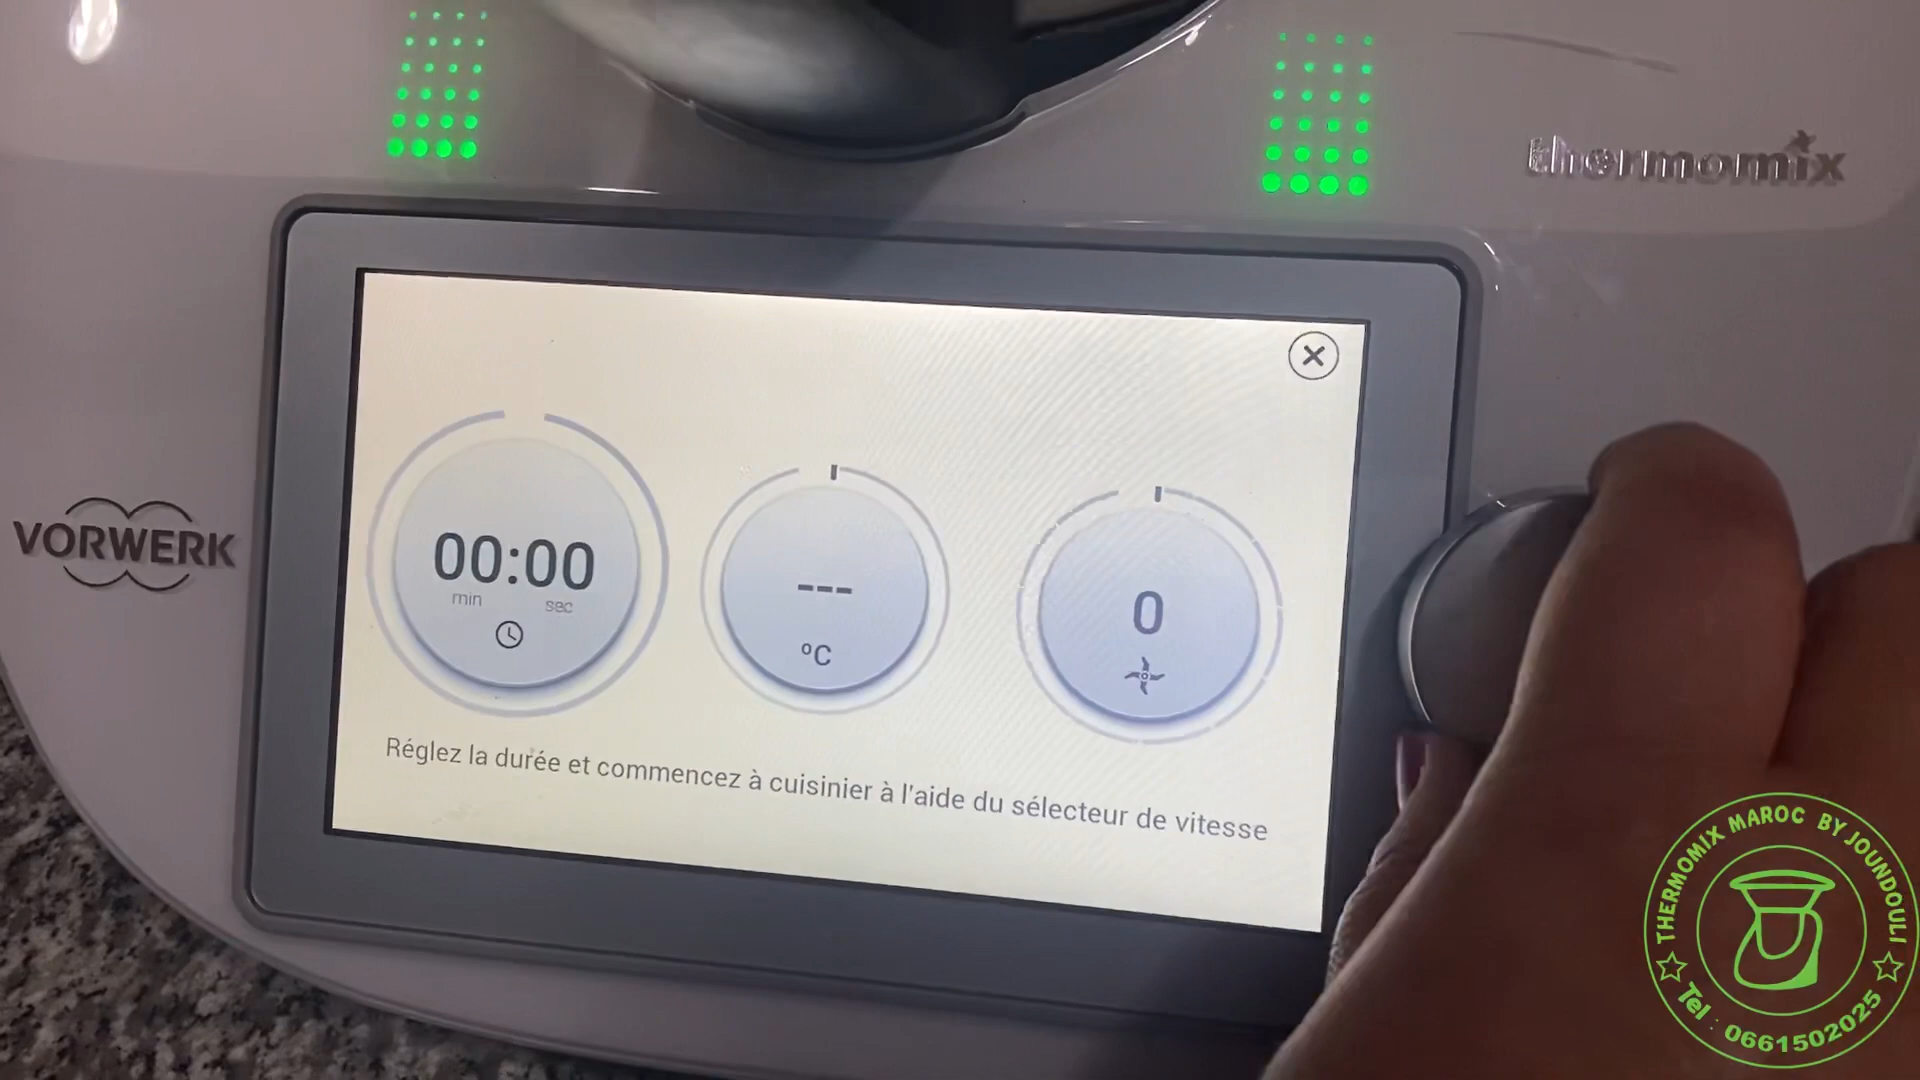 thermomix
VORWERK
00:00
min sec
---
°C
0
Réglez la durée et commencez à cuisinier à l'aide du sélecteur de vitesse
THERMOMIX MAROC BY JOUNDOULI
Tel : 0661502025